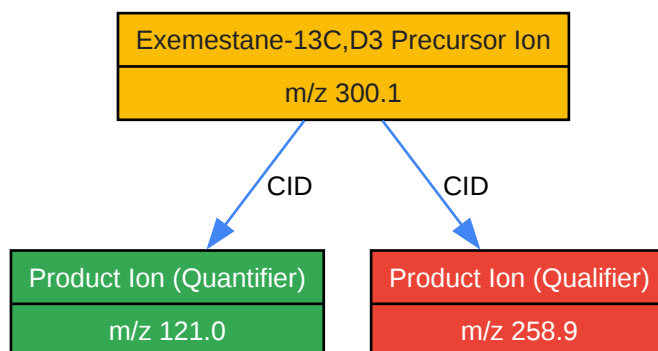 Exemestane-13C,D3 Precursor Ion
m/z 300.1
CID
CID
Product Ion (Quantifier)
Product Ion (Qualifier)
m/z 121.0
m/z 258.9